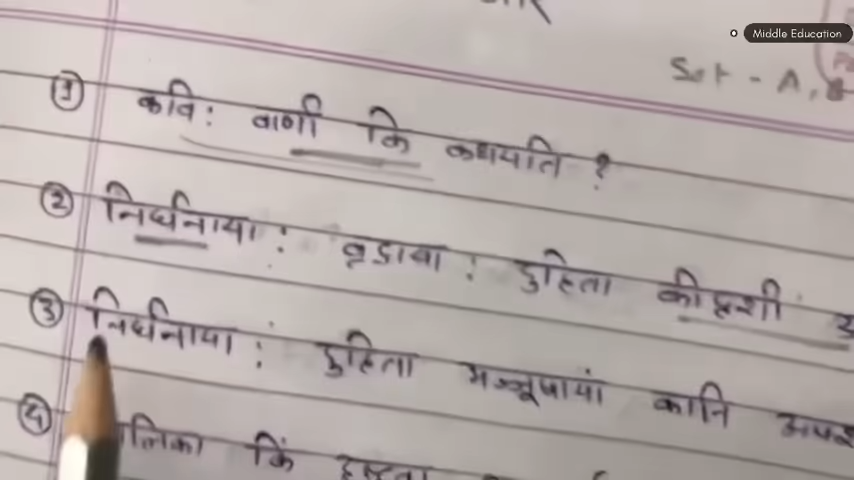 Middle Education
Set - A,
① कवि: वाणी कि कथयति ?
② निर्धनाया: वृद्धाया: दुहिता कीदृशी
③ निर्धनाया: दुहिता मञ्जूषायां कानि
④ लिका किं दृष्ट्वा